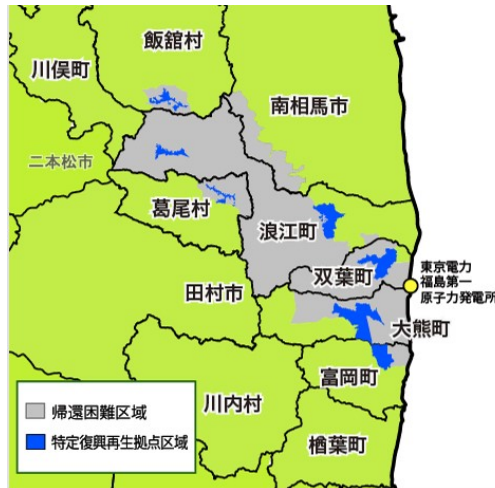 飯舘村
川俣町
南相馬市
二本松市
葛尾村
浪江町
双葉町
東京電力
福島第一
原子力発電所
田村市
大熊町
富岡町
川内村
楢葉町
帰還困難区域
特定復興再生拠点区域